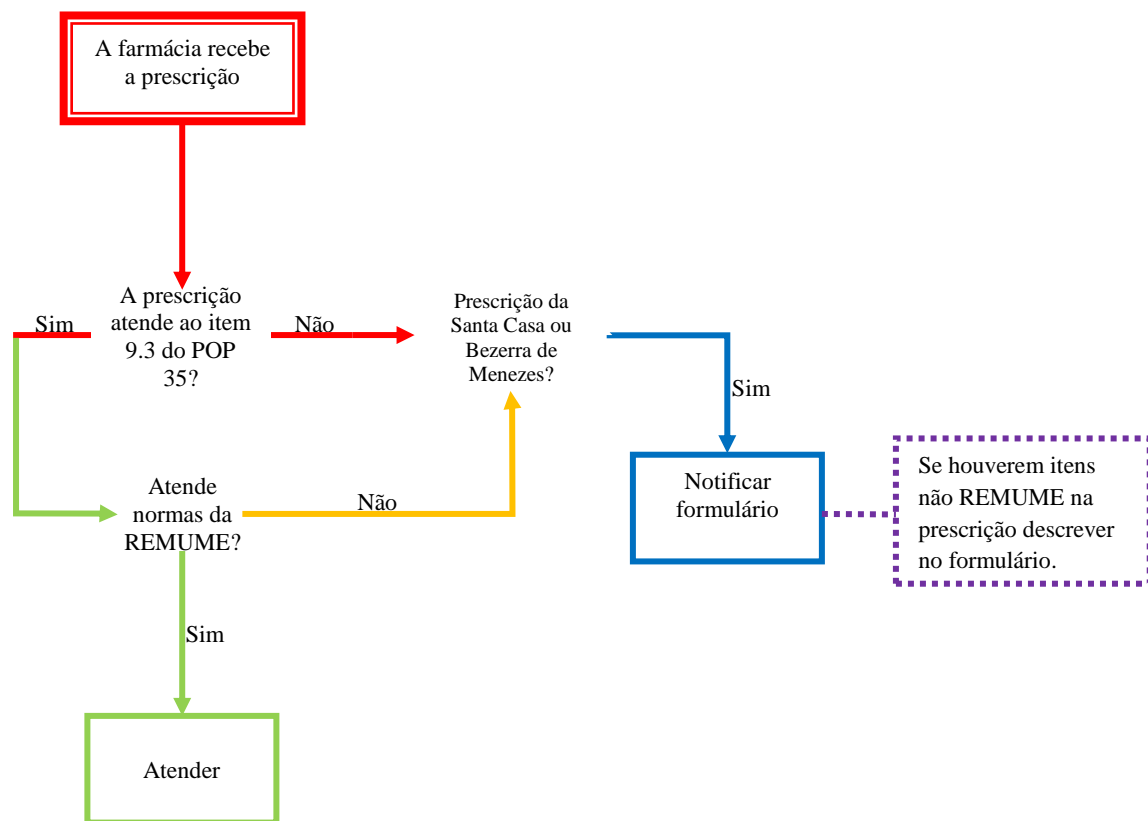 A farmácia recebe
a prescrição
A prescrição
atende ao item
9.3 do POP
35?
Sim
Não
Prescrição da
Santa Casa ou
Bezerra de
Menezes?
Sim
Atende
normas da
REMUME?
Não
Notificar
formulário
Se houverem itens
não REMUME na
prescrição descrever
no formulário.
Sim
Atender